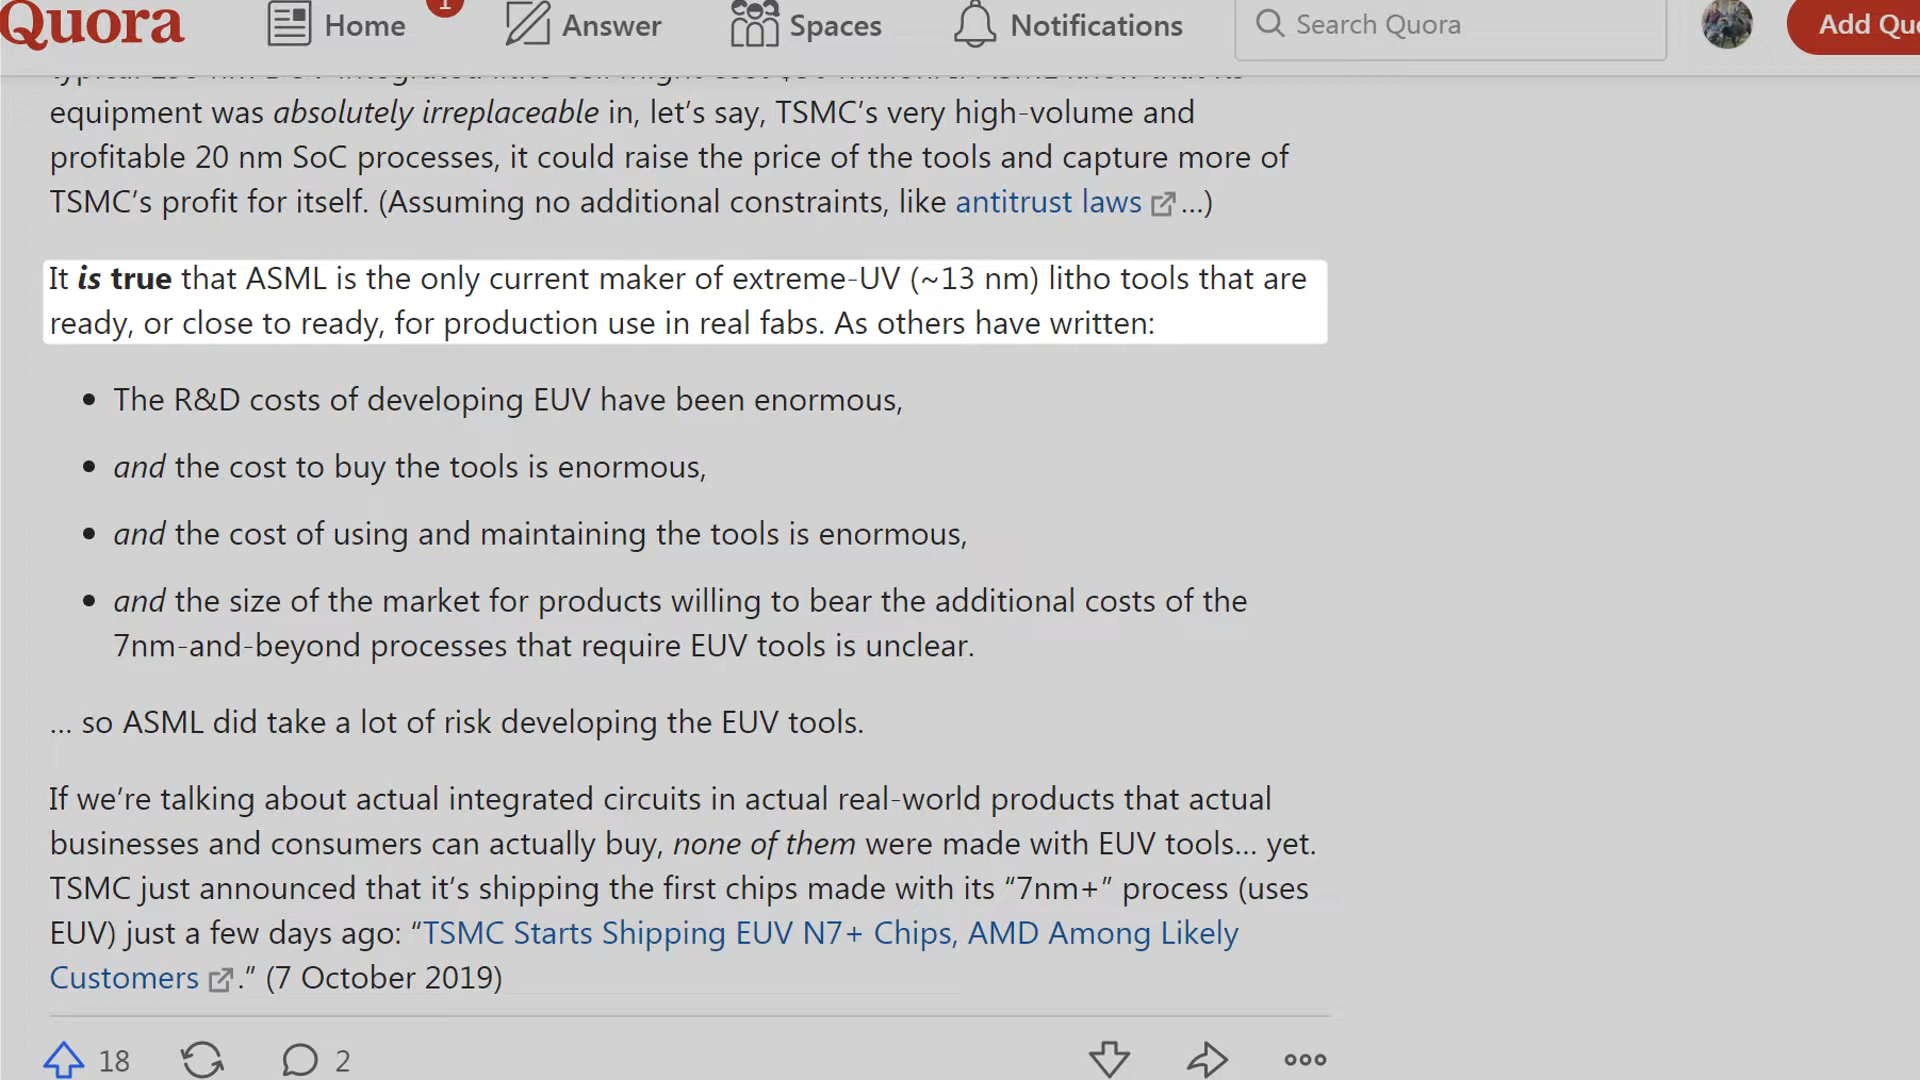 Quora Home 1 Answer Spaces Notifications Search Quora Add Que
equipment was absolutely irreplaceable in, let’s say, TSMC’s very high-volume and
profitable 20 nm SoC processes, it could raise the price of the tools and capture more of
TSMC’s profit for itself. (Assuming no additional constraints, like antitrust laws ...)
It is true that ASML is the only current maker of extreme-UV (~13 nm) litho tools that are
ready, or close to ready, for production use in real fabs. As others have written:
• The R&D costs of developing EUV have been enormous,
• and the cost to buy the tools is enormous,
• and the cost of using and maintaining the tools is enormous,
• and the size of the market for products willing to bear the additional costs of the
7nm-and-beyond processes that require EUV tools is unclear.
... so ASML did take a lot of risk developing the EUV tools.
If we’re talking about actual integrated circuits in actual real-world products that actual
businesses and consumers can actually buy, none of them were made with EUV tools... yet.
TSMC just announced that it’s shipping the first chips made with its “7nm+” process (uses
EUV) just a few days ago: “TSMC Starts Shipping EUV N7+ Chips, AMD Among Likely
Customers .” (7 October 2019)
18 2